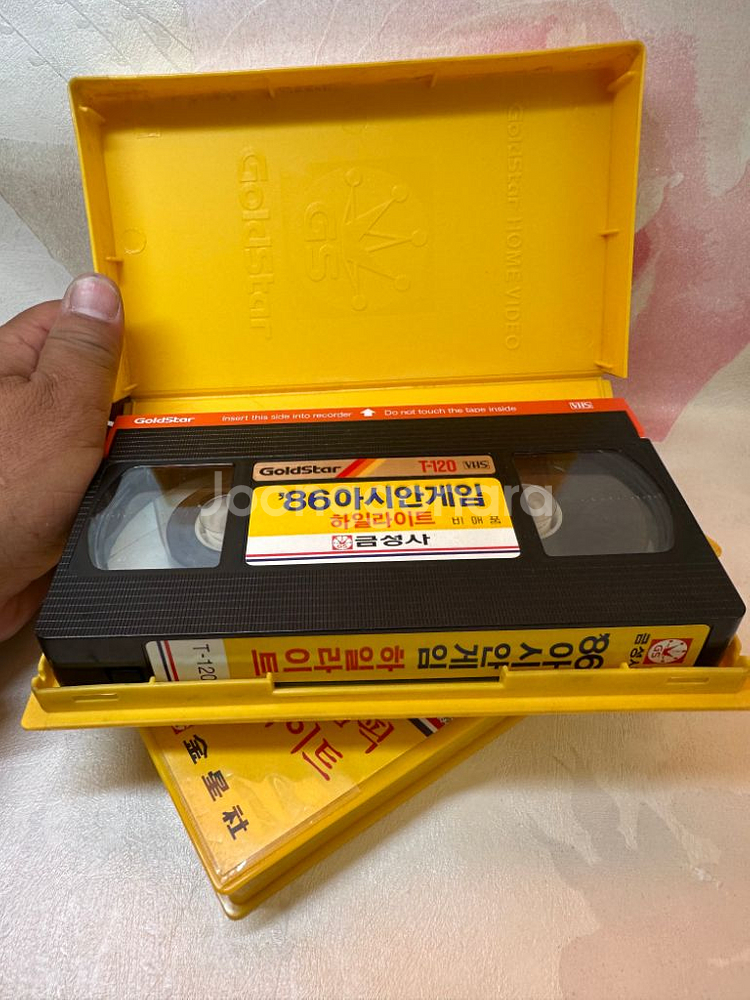 GoldStar HOME VIDEO
GoldStar
GS
GoldStar Insert this side into recorder Do not touch the tape inside VHS
GoldStar T-120 VHS
'86아시안게임
하일라이트 비매품
금성사
Joonggonara
T-120 '86아시안게임 하일라이트 GS 금성사
金星社